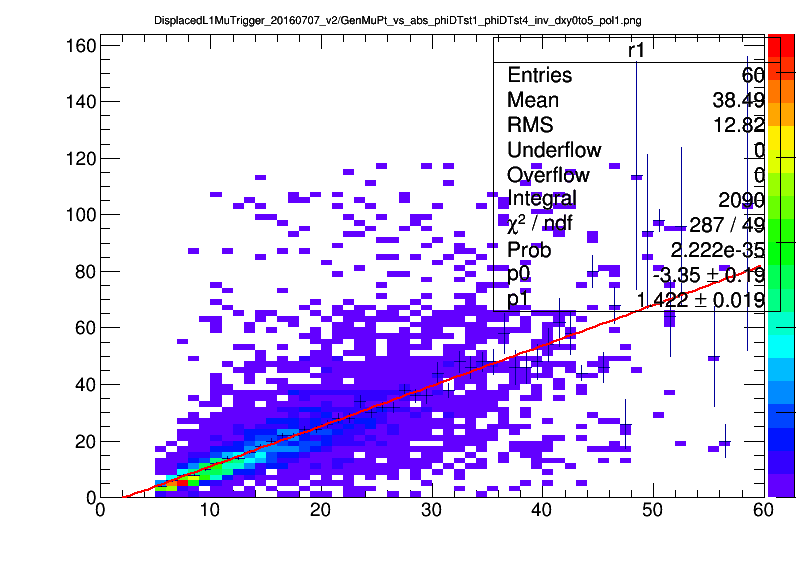 DisplacedL1MuTrigger_20160707_v2/GenMuPt_vs_abs_phiDTst1_phiDTst4_inv_dxy0to5_pol1.png
r1
Entries 60
Mean 38.49
RMS 12.82
Underflow 0
Overflow 0
Integral 2090
χ² / ndf 287 / 49
Prob 2.222e-35
p0 -3.35 ± 0.19
p1 1.422 ± 0.019
160
140
120
100
80
60
40
20
0
0 10 20 30 40 50 60